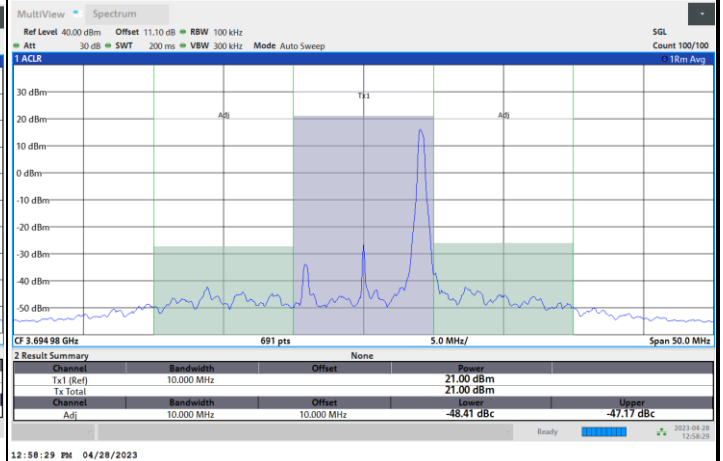 MultiView Spectrum
Ref Level 40.00 dBm Offset 11.10 dB RBW 100 kHz SGL
Att 30 dB SWT 200 ms VBW 300 kHz Mode Auto Sweep Count 100/100
1 ACLR 1Rm Avg
30 dBm
Tx1
20 dBm Adj Adj
10 dBm
0 dBm
-10 dBm
-20 dBm
-30 dBm
-40 dBm
-50 dBm
CF 3.694 98 GHz 691 pts 5.0 MHz/ Span 50.0 MHz
2 Result Summary None
Channel Bandwidth Offset Power
Tx1 (Ref) 10.000 MHz 21.00 dBm
Tx Total 21.00 dBm
Channel Bandwidth Offset Lower Upper
Adj 10.000 MHz 10.000 MHz -48.41 dBc -47.17 dBc
Ready 2023-04-28
12:58:29
12:58:29 PM 04/28/2023